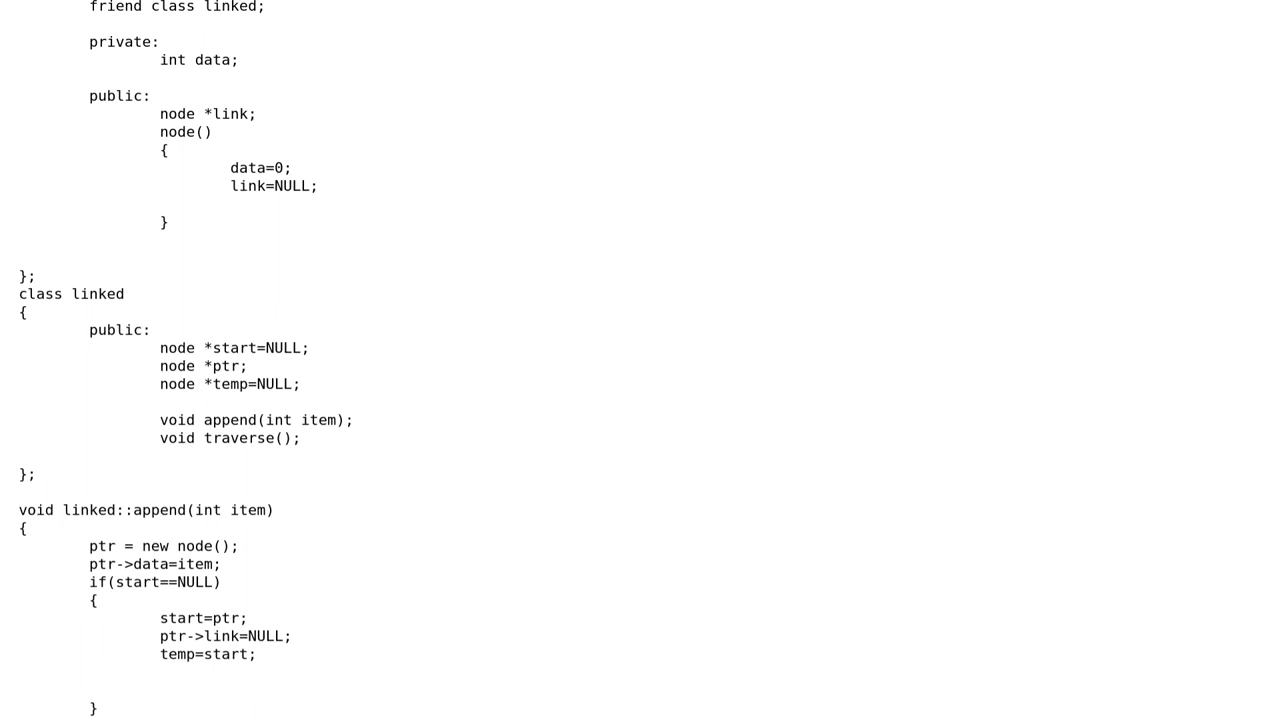 friend class linked;
private:
int data;
public:
node *link;
node()
{
data=0;
link=NULL;
}
};
class linked
{
public:
node *start=NULL;
node *ptr;
node *temp=NULL;
void append(int item);
void traverse();
};
void linked::append(int item)
{
ptr = new node();
ptr->data=item;
if(start==NULL)
{
start=ptr;
ptr->link=NULL;
temp=start;
}